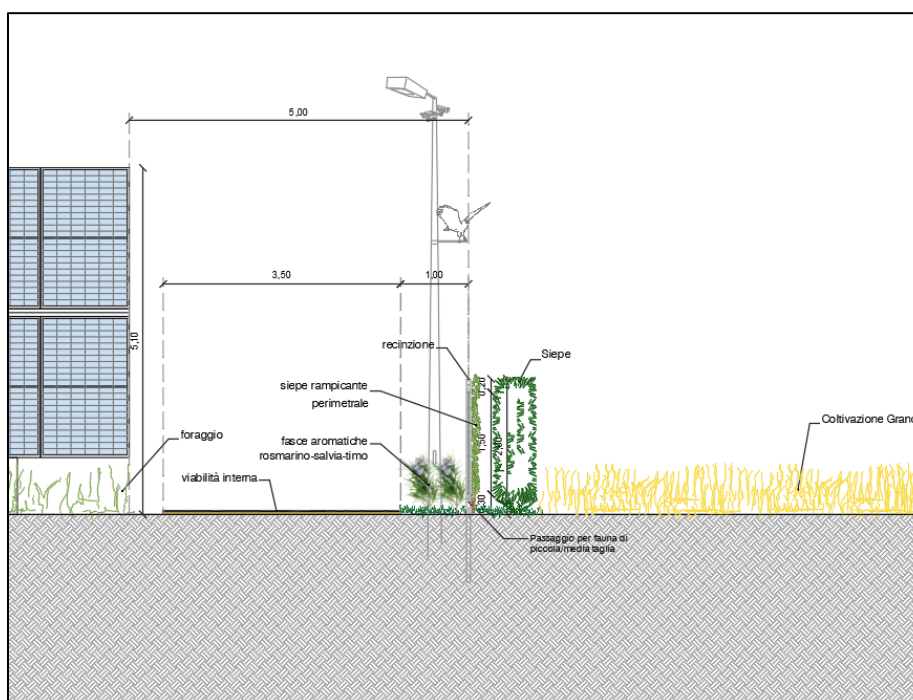 5,00
3,50
1,00
5,10
recinzione
Siepe
0,20
siepe rampicante
perimetrale
Coltivazione Grano
foraggio
fasce aromatiche
rosmarino-salvia-timo
1,50
2,00
viabilità interna
,30
Passaggio per fauna di
piccola/media taglia